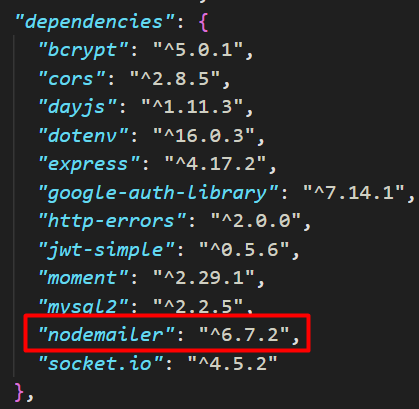 "dependencies": {
"bcrypt": "^5.0.1",
"cors": "^2.8.5",
"dayjs": "^1.11.3",
"dotenv": "^16.0.3",
"express": "^4.17.2",
"google-auth-library": "^7.14.1",
"http-errors": "^2.0.0",
"jwt-simple": "^0.5.6",
"moment": "^2.29.1",
"mysql2": "^2.2.5",
"nodemailer": "^6.7.2",
"socket.io": "^4.5.2"
},